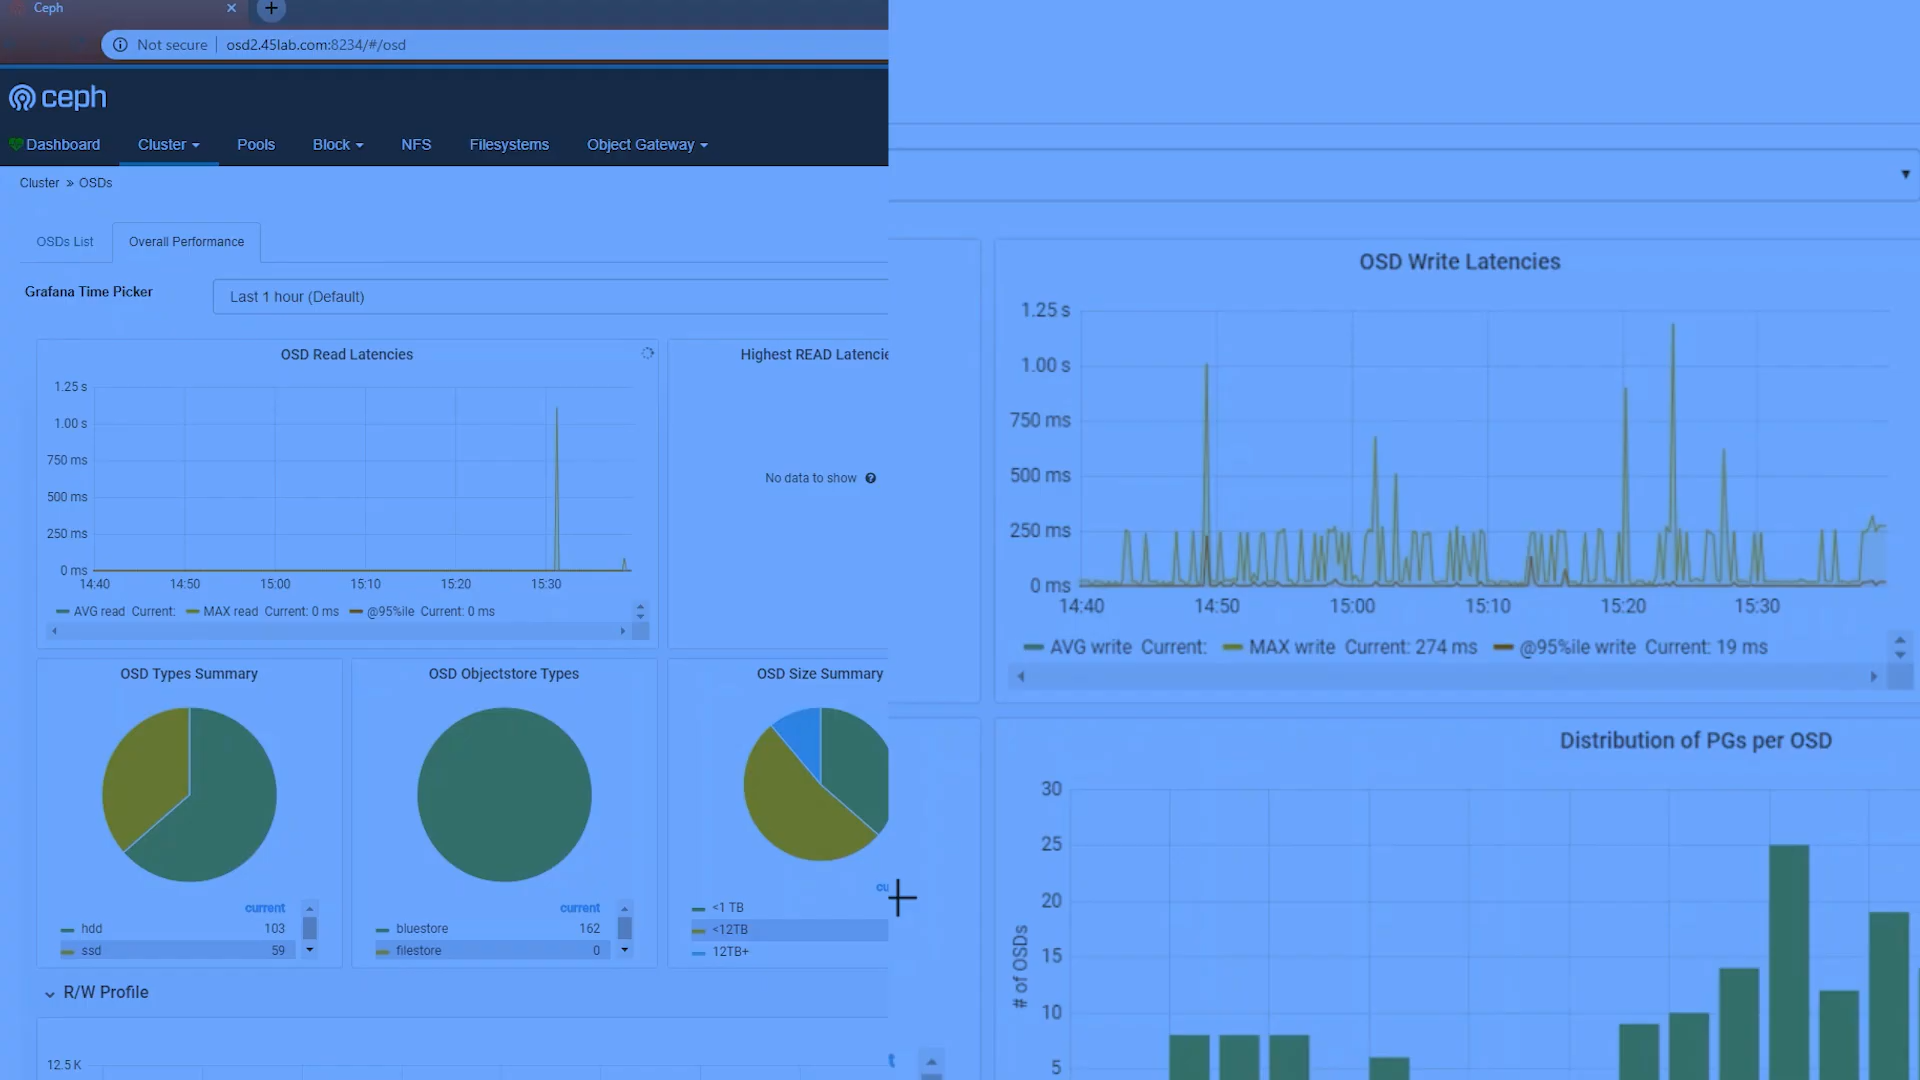 Ceph
Not secure
osd2.45lab.com:8234/#/osd
ceph
Dashboard
Cluster
Pools
Block
NFS
Filesystems
Object Gateway
Cluster » OSDs
OSDs List
Overall Performance
Grafana Time Picker
Last 1 hour (Default)
OSD Read Latencies
1.25 s
1.00 s
750 ms
500 ms
250 ms
0 ms
14:40 14:50 15:00 15:10 15:20 15:30
AVG read Current: MAX read Current: 0 ms @95%ile Current: 0 ms
Highest READ Latencie
No data to show
OSD Write Latencies
1.25 s
1.00 s
750 ms
500 ms
250 ms
0 ms
14:40 14:50 15:00 15:10 15:20 15:30
AVG write Current: MAX write Current: 274 ms @95%ile write Current: 19 ms
OSD Types Summary
current
hdd 103
ssd 59
OSD Objectstore Types
current
bluestore 162
filestore 0
OSD Size Summary
cu
<1 TB
<12TB
12TB+
Distribution of PGs per OSD
# of OSDs
30
25
20
15
10
5
R/W Profile
12.5 K